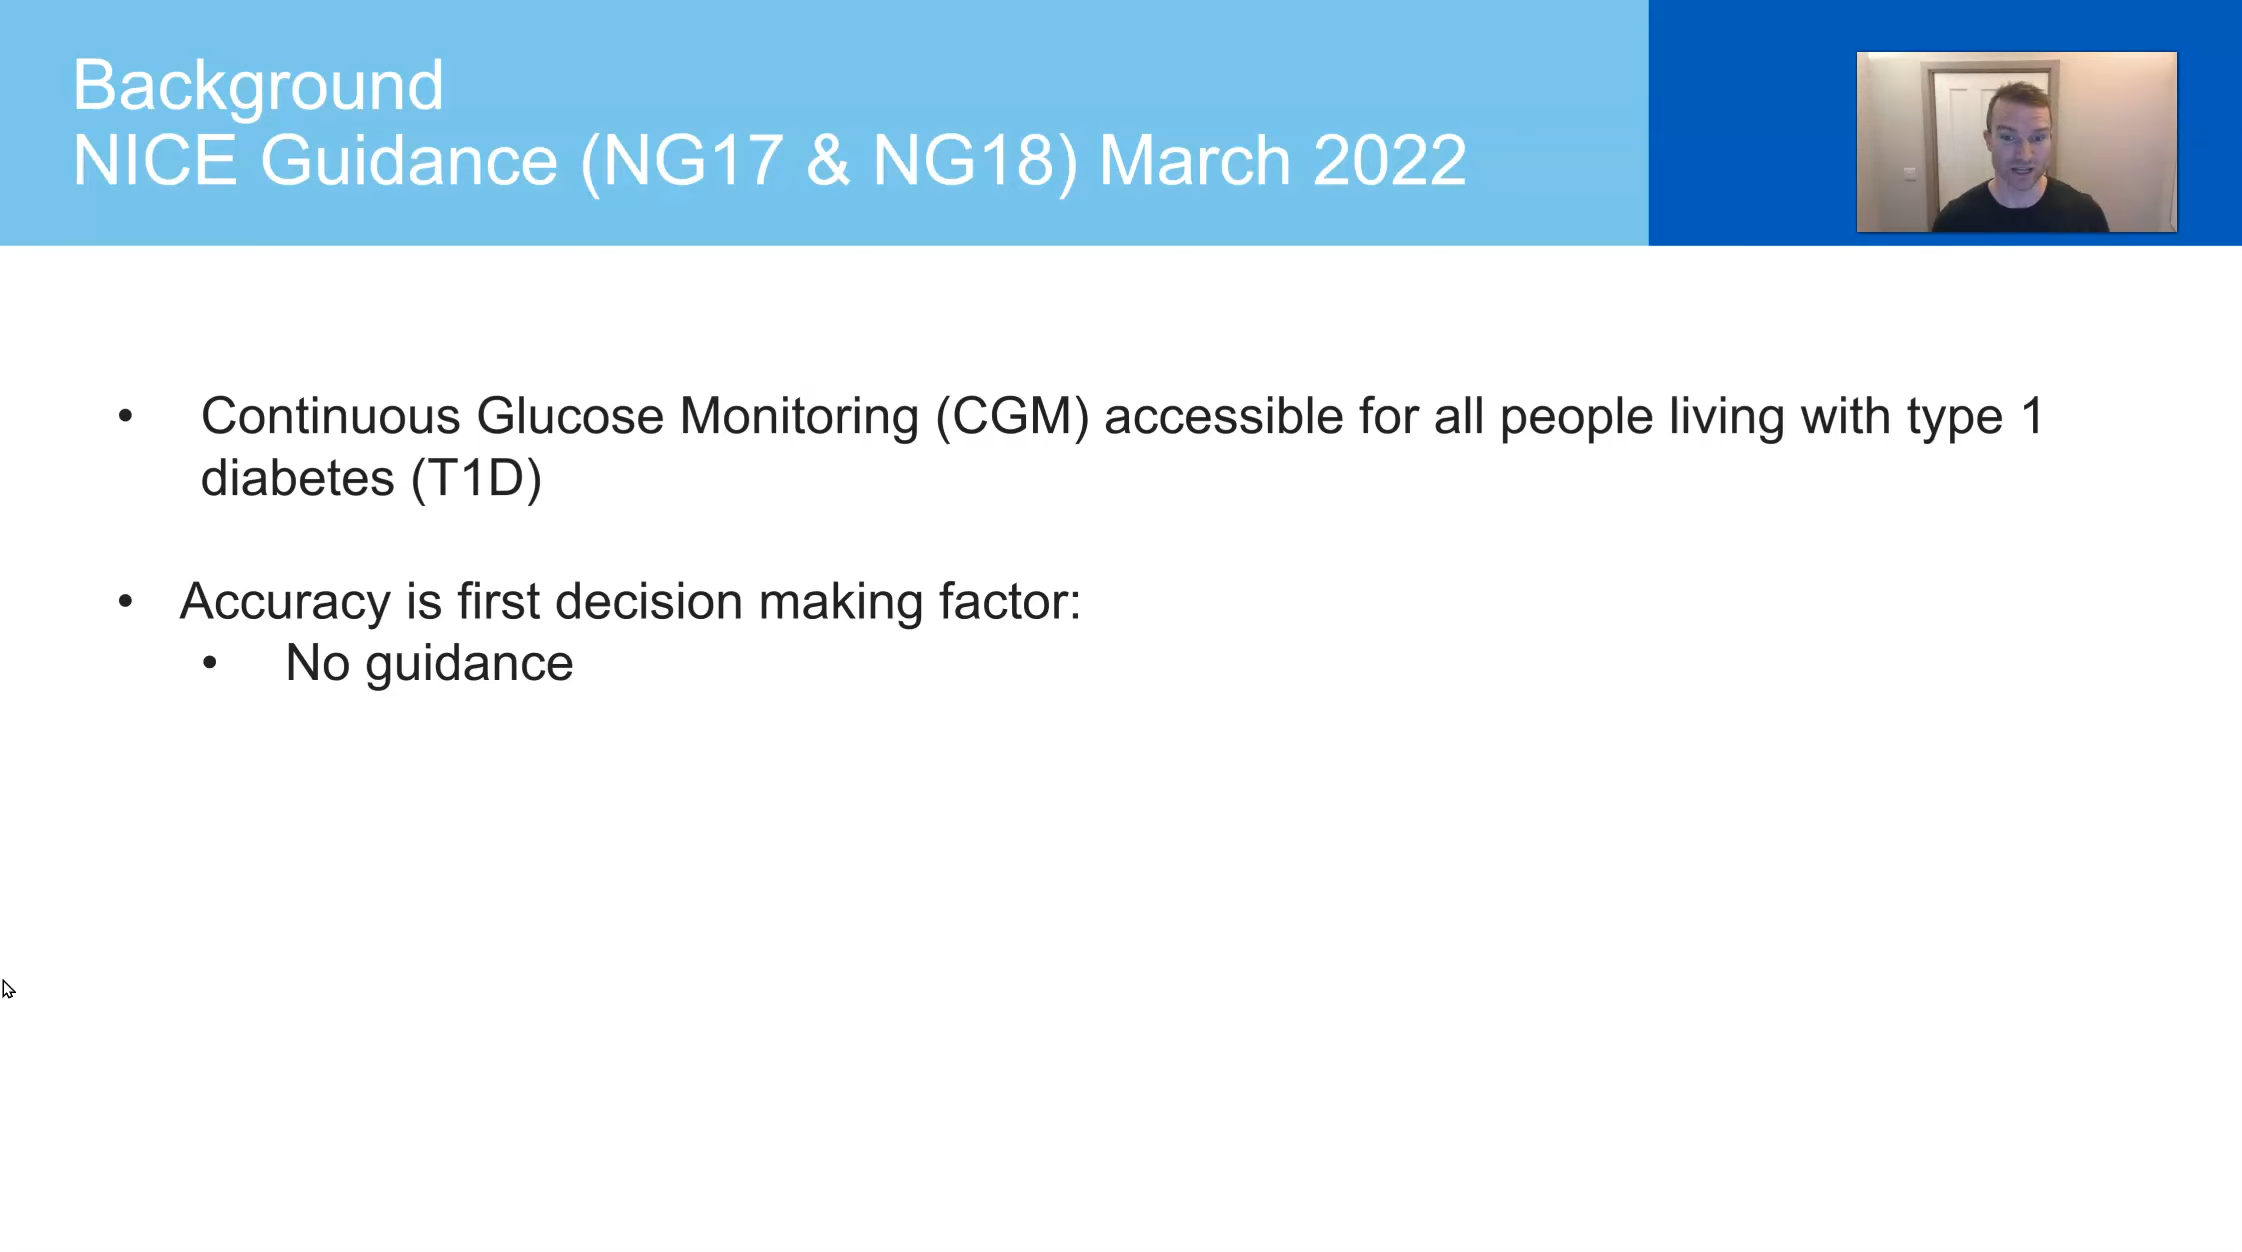 Background
NICE Guidance (NG17 & NG18) March 2022
• Continuous Glucose Monitoring (CGM) accessible for all people living with type 1
diabetes (T1D)
• Accuracy is first decision making factor:
• No guidance